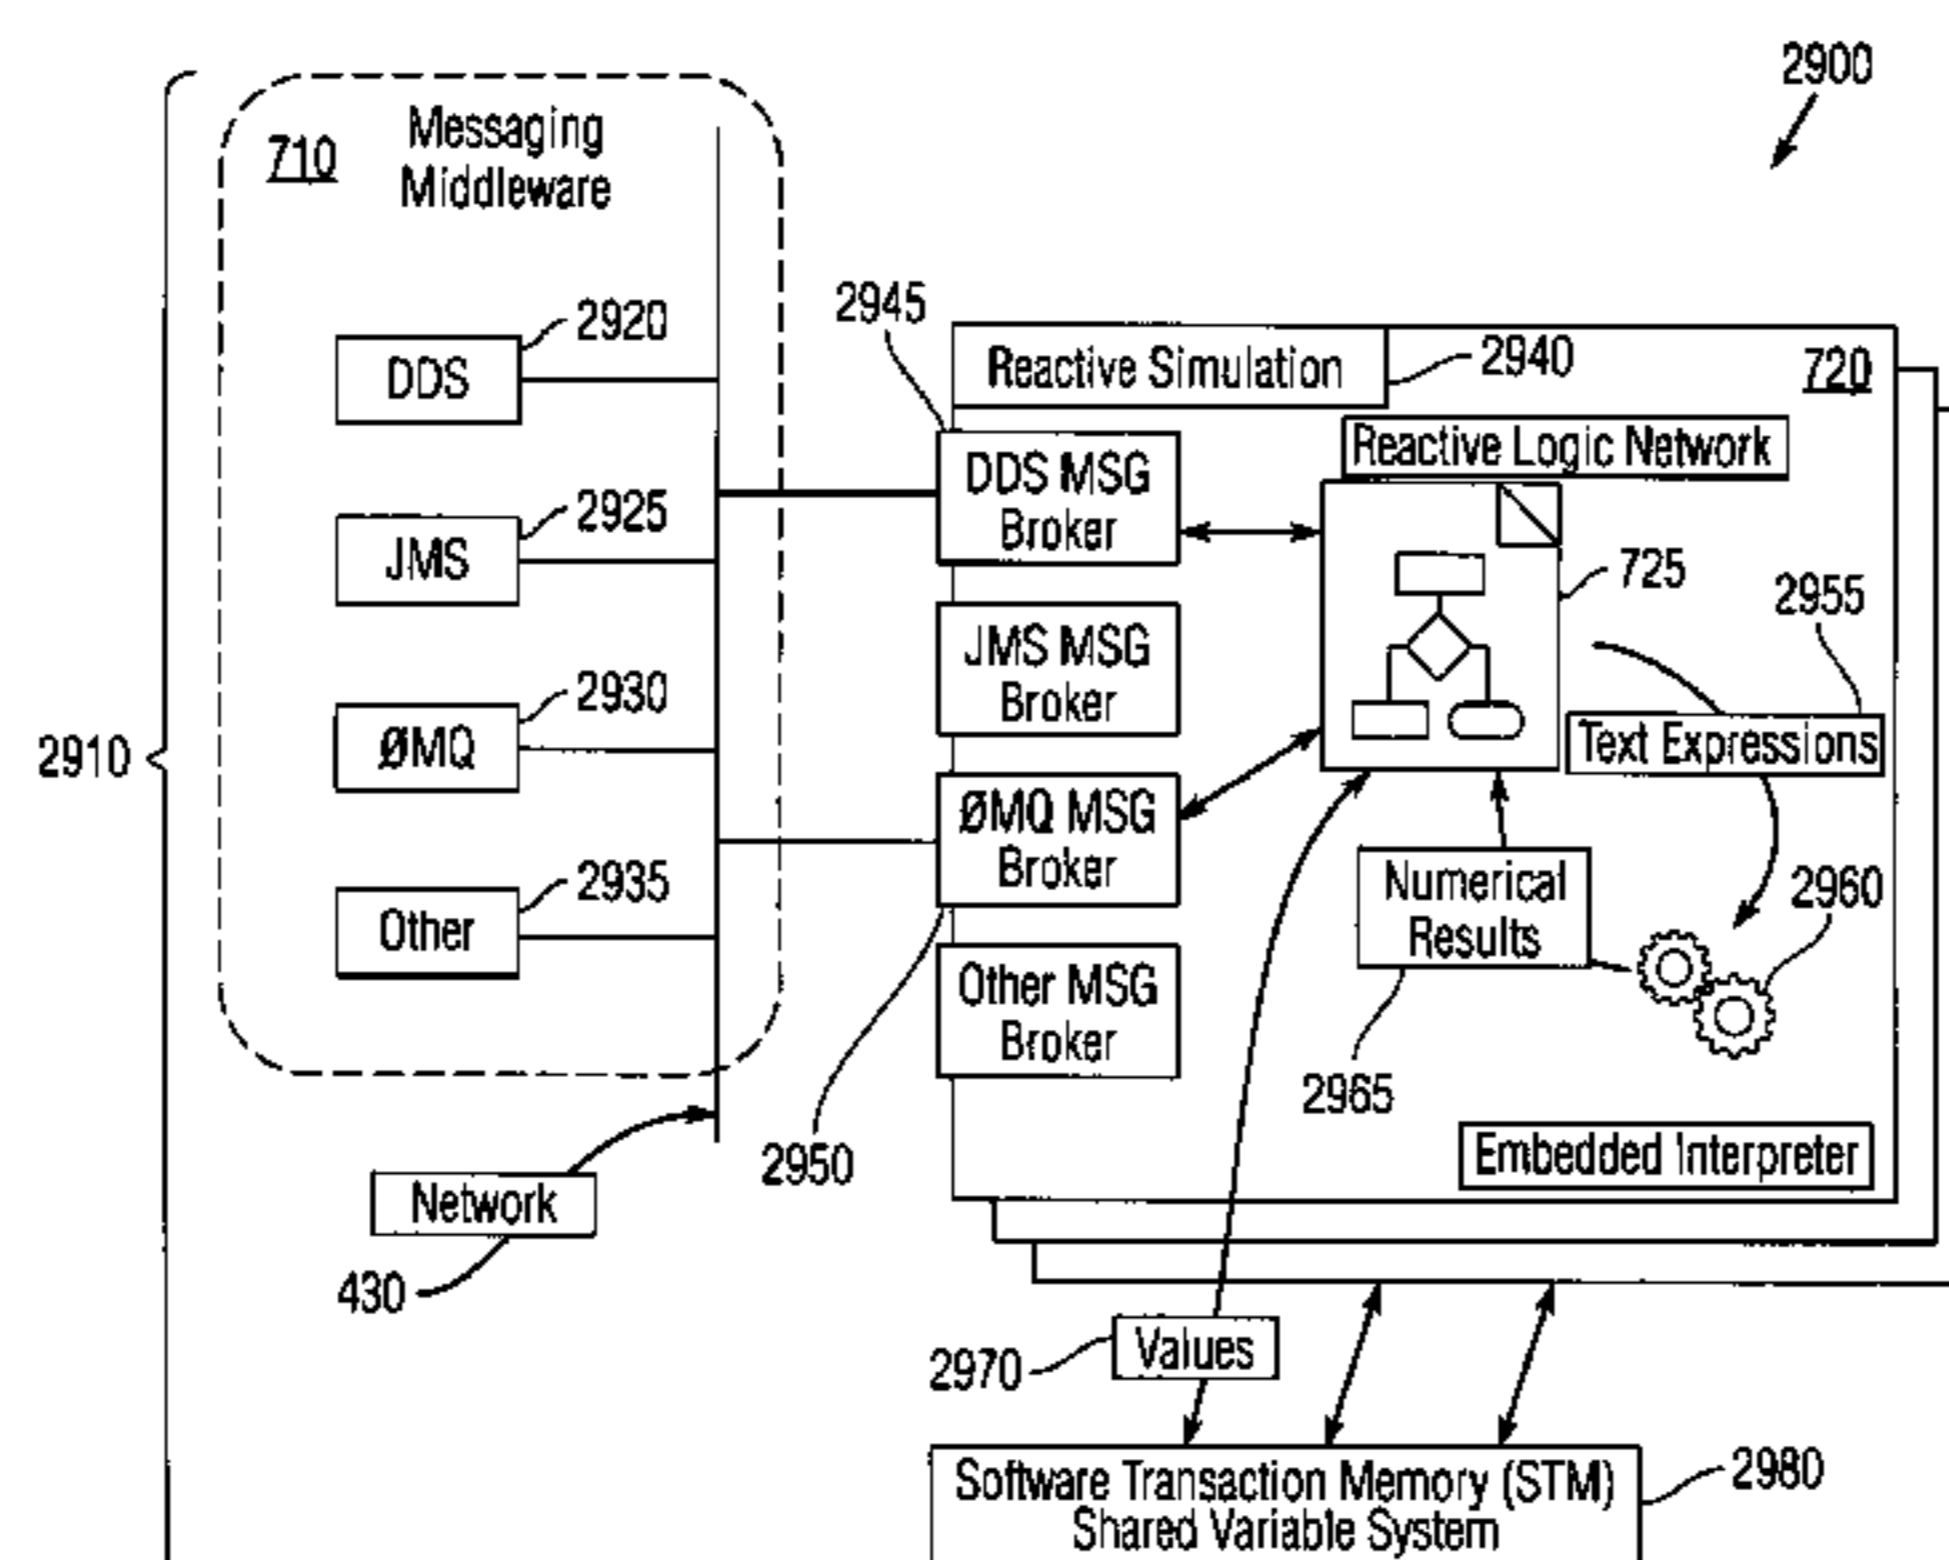 2900
710
Messaging
Middleware
2920
DDS
2925
JMS
2930
ØMQ
2935
Other
2910
Network
430
2945
Reactive Simulation
2940
720
Reactive Logic Network
DDS MSG
Broker
725
2955
JMS MSG
Broker
Text Expressions
ØMQ MSG
Broker
Numerical
Results
2960
Other MSG
Broker
2965
2950
Embedded Interpreter
Values
2970
Software Transaction Memory (STM)
Shared Variable System
2980